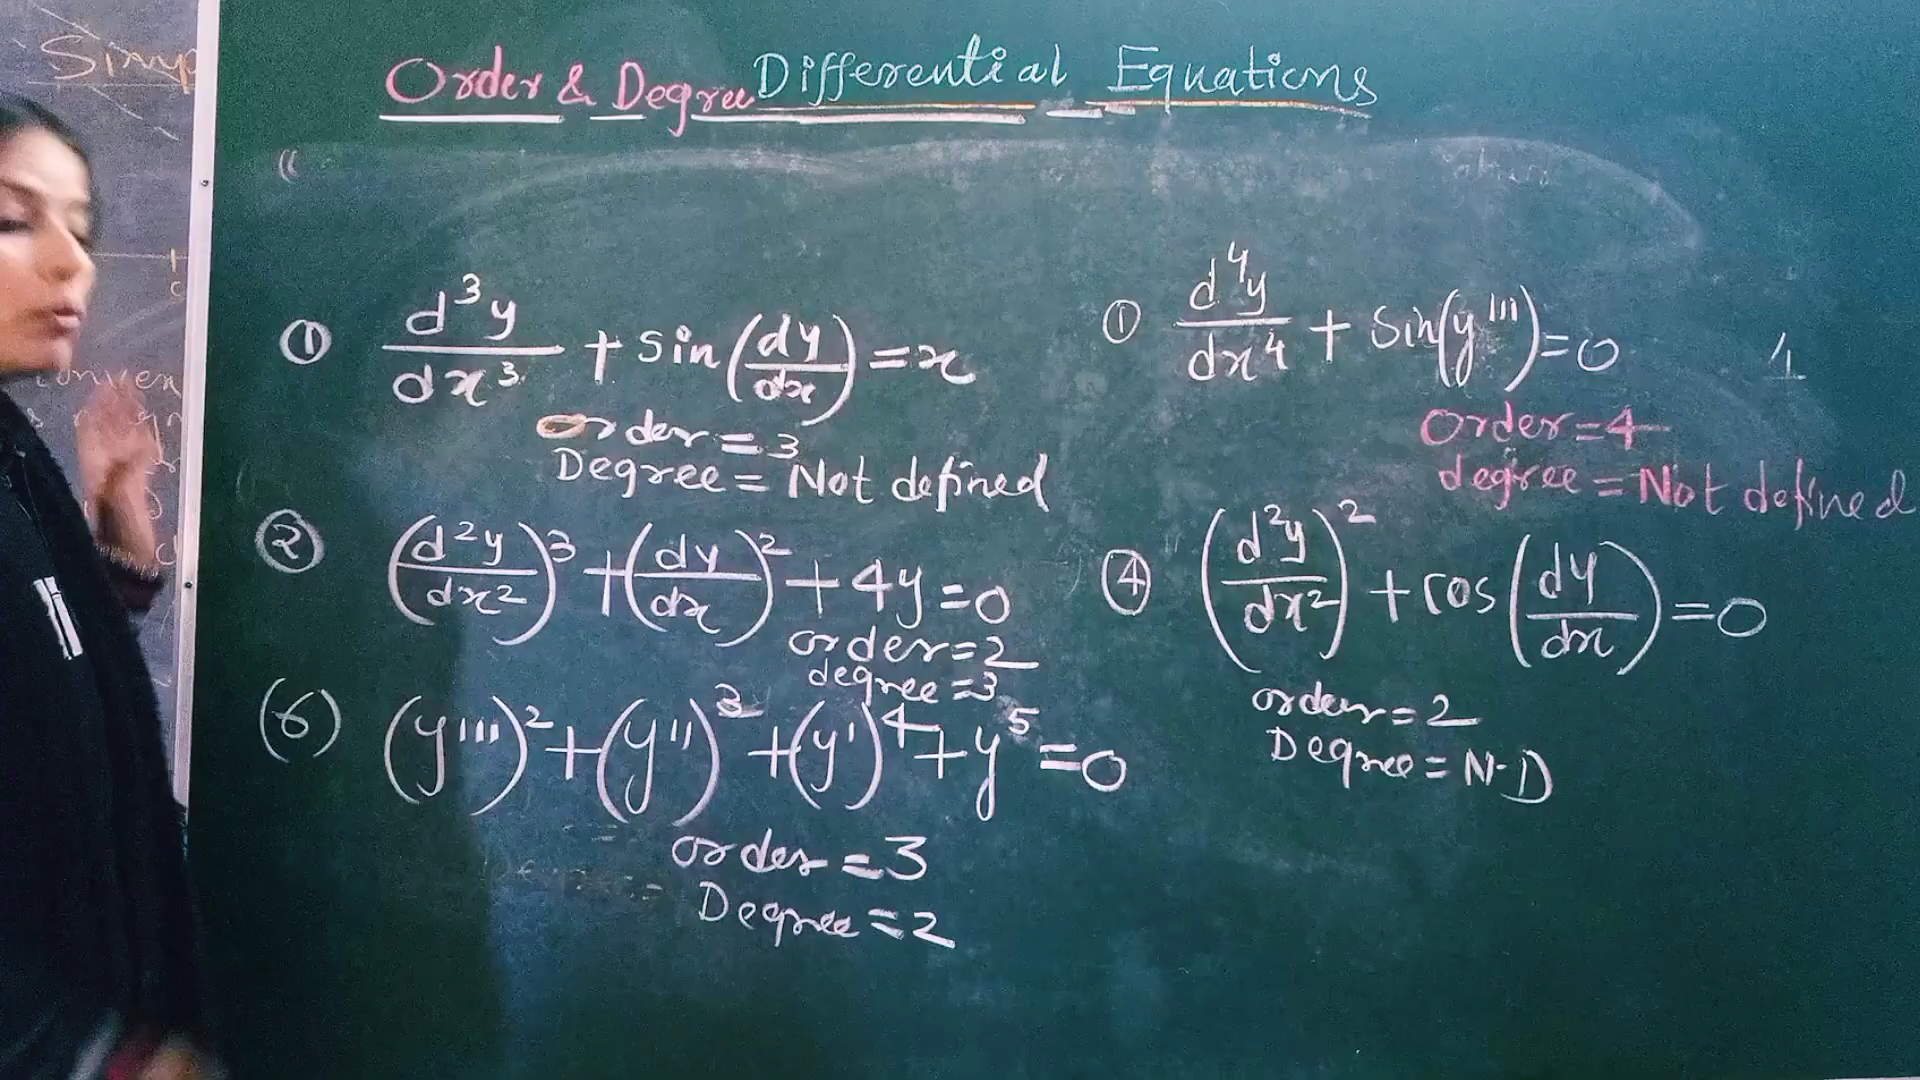 Simp
Order & Degree Differential Equations
① d³y/dx³ + sin(dy/dx) = x
Order = 3
Degree = Not defined
② (d²y/dx²)³ + (dy/dx)² + 4y = 0
order = 2
degree = 3
(6) (y''')² + (y'')³ + (y')⁴ + y⁵ = 0
order = 3
Degree = 2
① d⁴y/dx⁴ + Sin(y''') = 0
Order = 4
degree = Not defined
④ (d²y/dx²)² + cos(dy/dx) = 0
order = 2
Degree = N·D